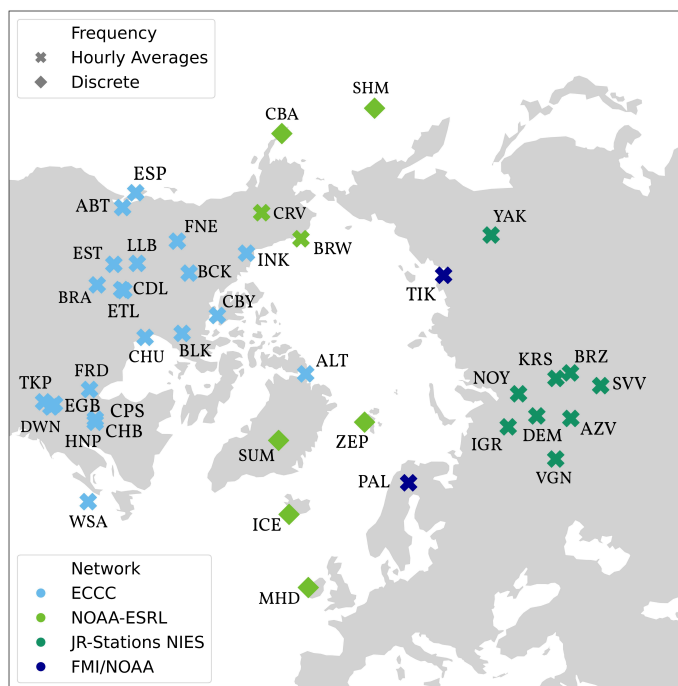 Frequency
Hourly Averages
Discrete
SHM
CBA
ESP
ABT
CRV
YAK
FNE
BRW
LLB
EST
INK
BCK
TIK
BRA
CDL
CBY
ETL
CHU
BLK
KRS
BRZ
ALT
FRD
NOY
SVV
TKP
EGB
CPS
DWN
CHB
HNP
AZV
DEM
IGR
ZEP
SUM
VGN
PAL
WSA
ICE
MHD
Network
ECCC
NOAA-ESRL
JR-Stations NIES
FMI/NOAA